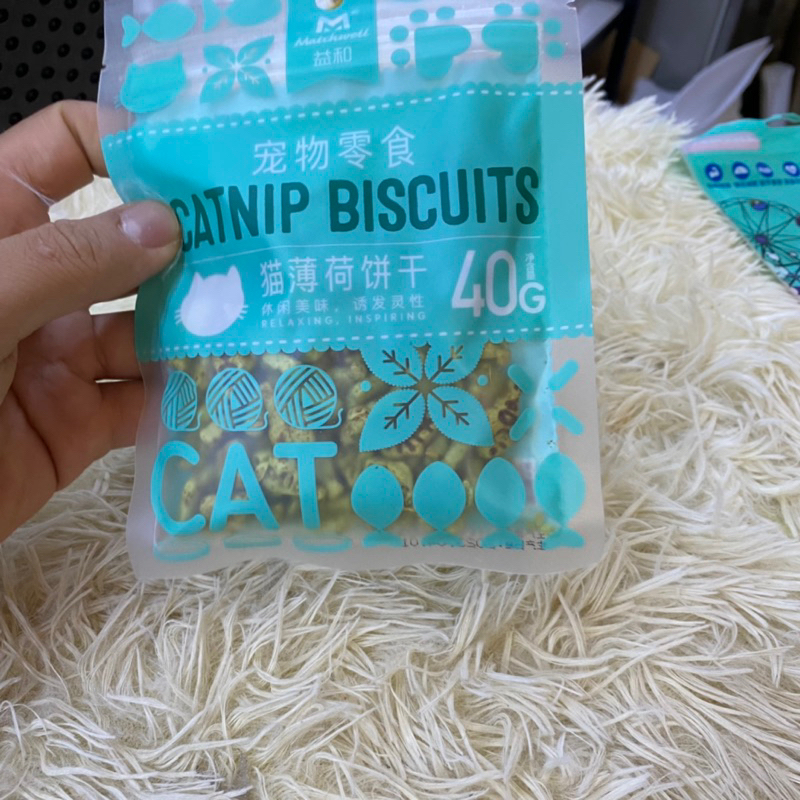 Matchwell
益和
宠物零食
CATNIP BISCUITS
猫薄荷饼干
休闲美味，诱发灵性
RELAXING, INSPIRING
净含量
40G
CAT